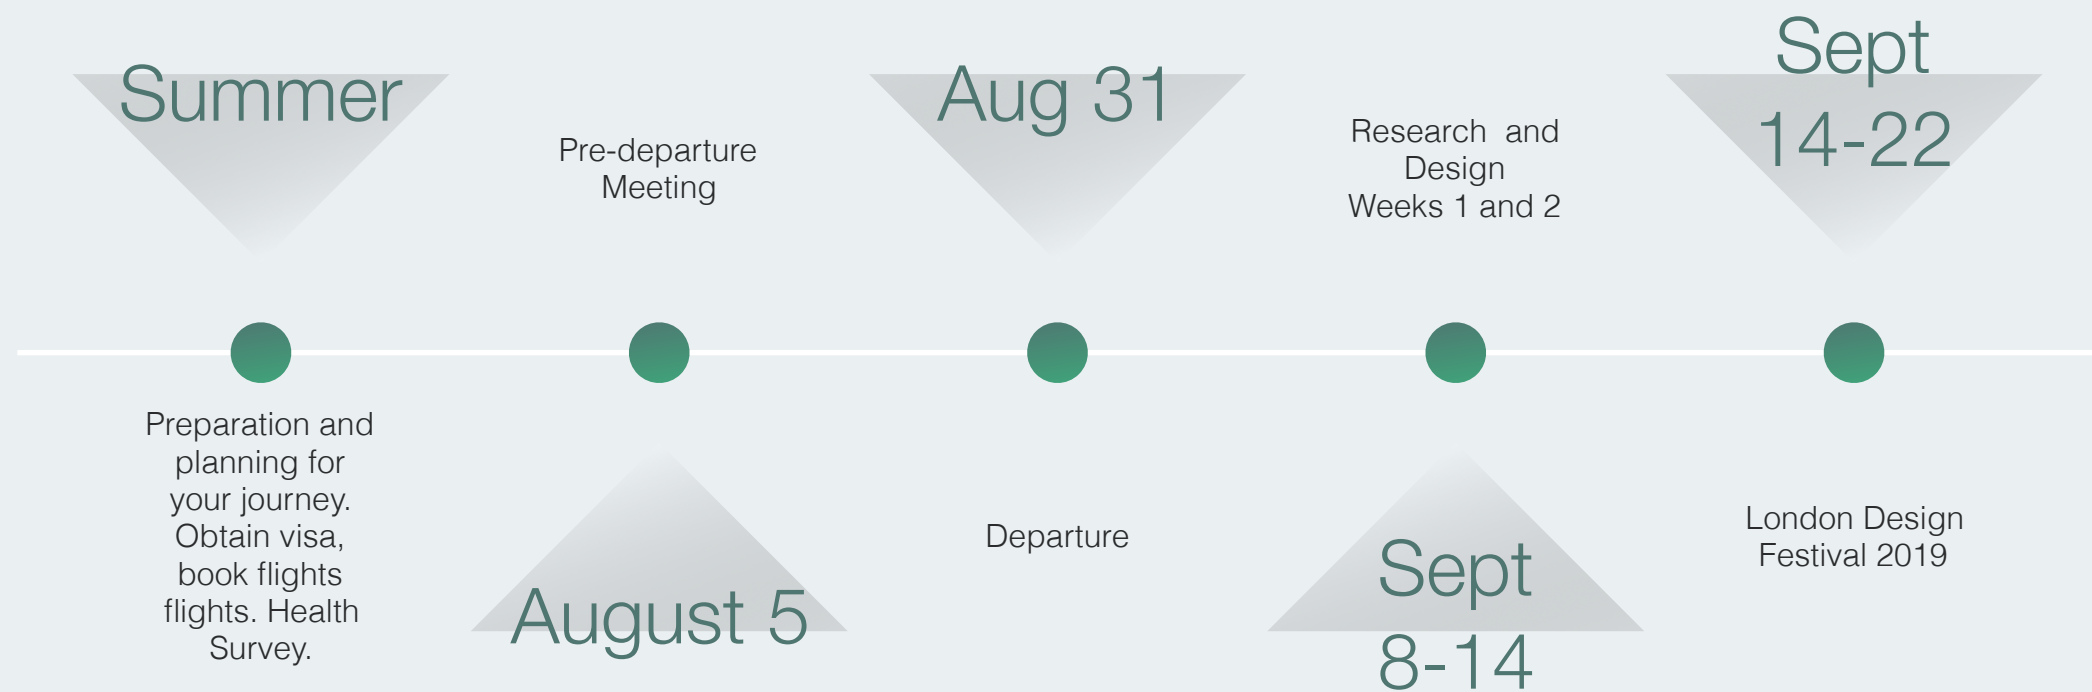 Summer
Preparation and
planning for
your journey.
Obtain visa,
book flights
flights. Health
Survey.
Pre-departure
Meeting
August 5
Aug 31
Departure
Research  and
Design
Weeks 1 and 2
Sept
8-14
Sept
14-22
London Design
Festival 2019